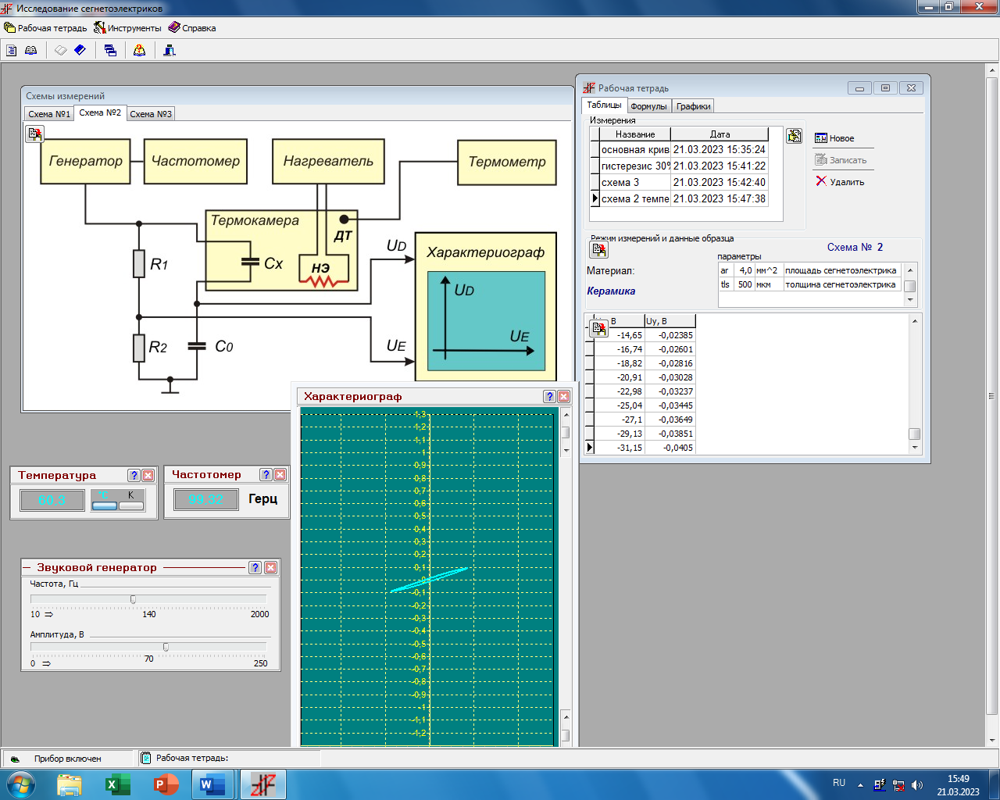 Исследование сегнетоэлектриков
Рабочая тетрадь Инструменты Справка
Схемы измерений
Схема №1 Схема №2 Схема №3
Генератор Частотомер Нагреватель Термометр
Термокамера
ДТ
R1 Cx НЭ
UD Характериограф
UD
R2 C0 UE UE
Рабочая тетрадь
Таблицы Формулы Графики
Измерения
Название Дата
основная крив 21.03.2023 15:35:24
гистерезис 30% 21.03.2023 15:41:22
схема 3 21.03.2023 15:42:40
схема 2 темпе 21.03.2023 15:47:38
Новое
Записать
Удалить
Режим измерений и данные образца
Схема № 2
Материал:
Керамика
параметры
ar 4,0 мм^2 площадь сегнетоэлектрика
tls 500 мкм толщина сегнетоэлектрика
В Uy, В
-14,65 -0,02385
-16,74 -0,02601
-18,82 -0,02816
-20,91 -0,03028
-22,98 -0,03237
-25,04 -0,03445
-27,1 -0,03649
-29,13 -0,03851
-31,15 -0,0405
Характериограф
1,3
1,2
1,1
1
0,9
0,8
0,7
0,6
0,5
0,4
0,3
0,2
0,1
0
-0,1
-0,2
-0,3
-0,4
-0,5
-0,6
-0,7
-0,8
-0,9
-1
-1,1
-1,2
Температура
60.3 °C K
Частотомер
99.32 Герц
Звуковой генератор
Частота, Гц
10 ⇒ 140 2000
Амплитуда, В
0 ⇒ 70 250
Прибор включен Рабочая тетрадь:
RU 15:49
21.03.2023